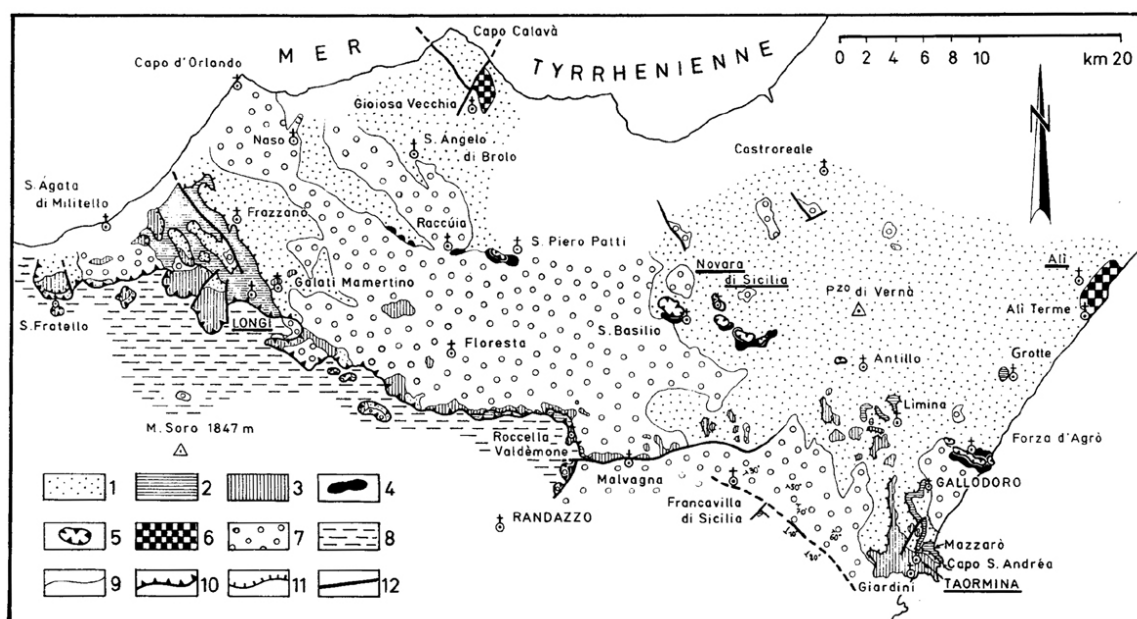 MER
TYRRHENIENNE
Capo Calavà
0 2 4 6 8 10 km 20
Capo d'Orlando
Gioiosa Vecchia
N
Naso
S. Angelo
di Brolo
Castroreale
S. Agata
di Militello
Frazzano
Raccúia
S. Piero Patti
Novara
di Sicilia
Alì
Galati Mamertino
Pzo di Vernà
Alì Terme
S. Fratello
LONGI
S. Basilio
Floresta
Antillo
Grotte
Limina
M. Soro 1847 m
Roccella
Valdèmone
Forza d'Agrò
Malvagna
GALLODORO
Francavilla
di Sicilia
RANDAZZO
Mazzarò
Capo S. Andréa
Giardini
TAORMINA
1 2 3 4
5 6 7 8
9 10 11 12